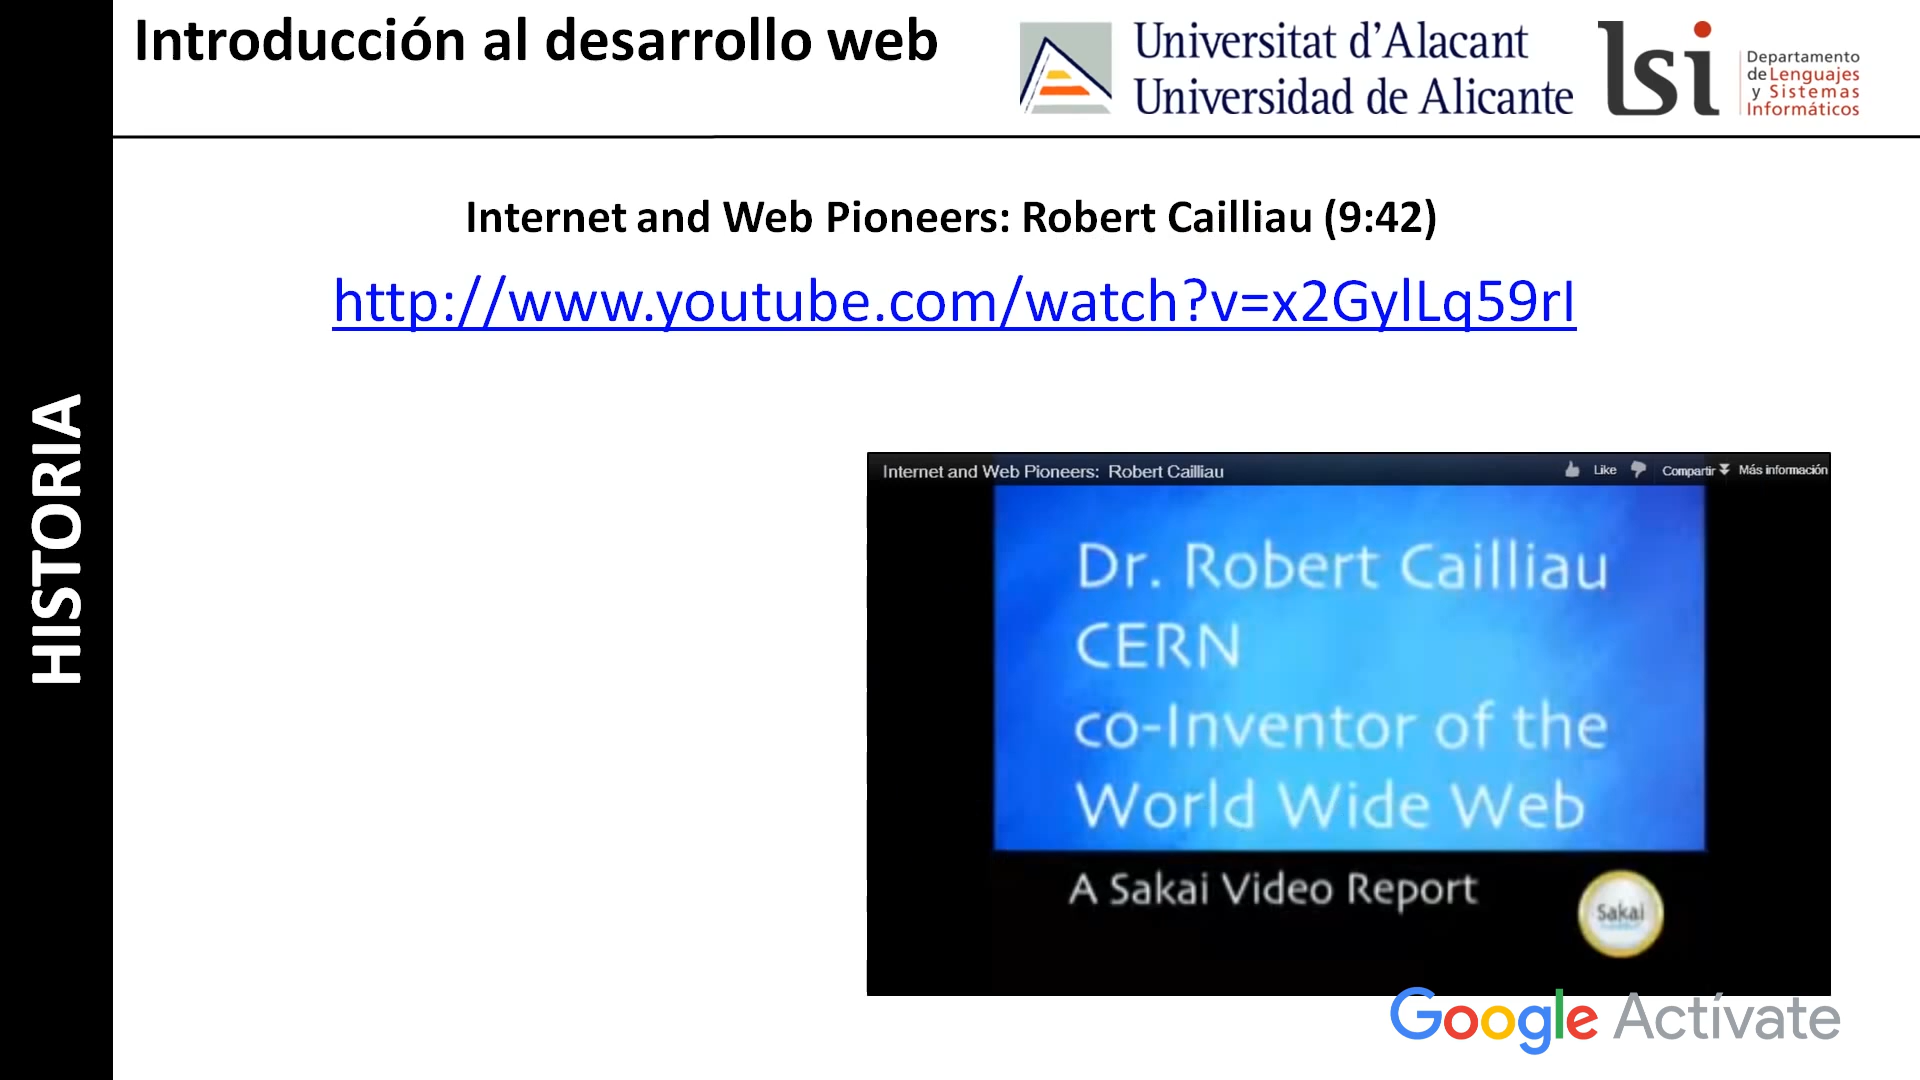 Introducción al desarrollo web
Universitat d'Alacant
Universidad de Alicante
lsi
Departamento
de Lenguajes
y Sistemas
Informáticos
HISTORIA
Internet and Web Pioneers: Robert Cailliau (9:42)
http://www.youtube.com/watch?v=x2GylLq59rI
Internet and Web Pioneers: Robert Cailliau
Like
Compartir
Más información
Dr. Robert Cailliau
CERN
co-Inventor of the
World Wide Web
A Sakai Video Report
Sakai
Google Actívate